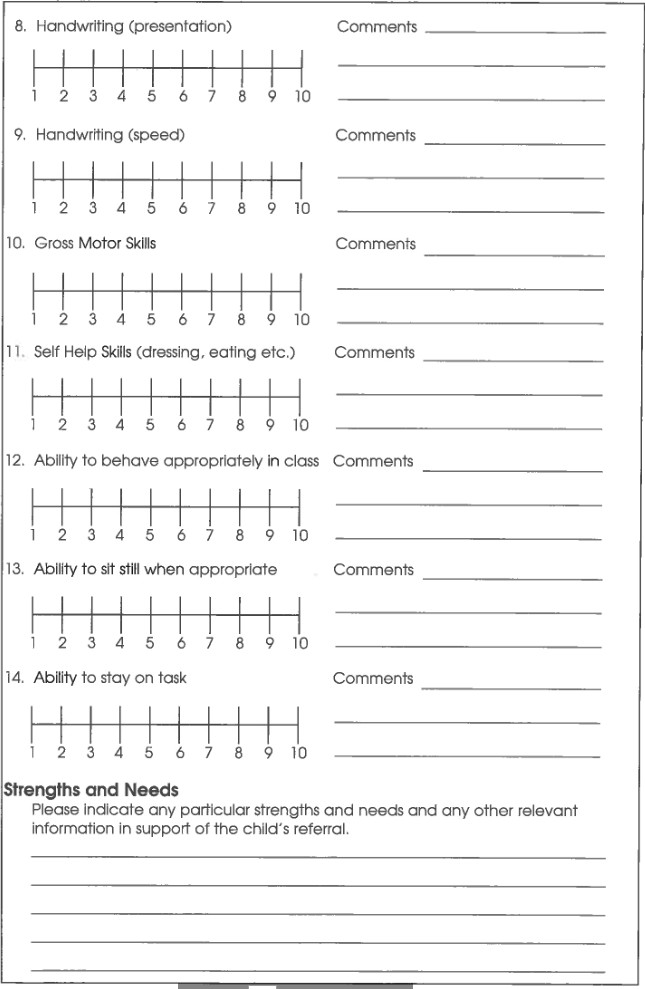 8. Handwriting (presentation) Comments
1 2 3 4 5 6 7 8 9 10
9. Handwriting (speed) Comments
1 2 3 4 5 6 7 8 9 10
10. Gross Motor Skills Comments
1 2 3 4 5 6 7 8 9 10
11. Self Help Skills (dressing, eating etc.) Comments
1 2 3 4 5 6 7 8 9 10
12. Ability to behave appropriately in class Comments
1 2 3 4 5 6 7 8 9 10
13. Ability to sit still when appropriate Comments
1 2 3 4 5 6 7 8 9 10
14. Ability to stay on task Comments
1 2 3 4 5 6 7 8 9 10
Strengths and Needs
Please indicate any particular strengths and needs and any other relevant
information in support of the child's referral.